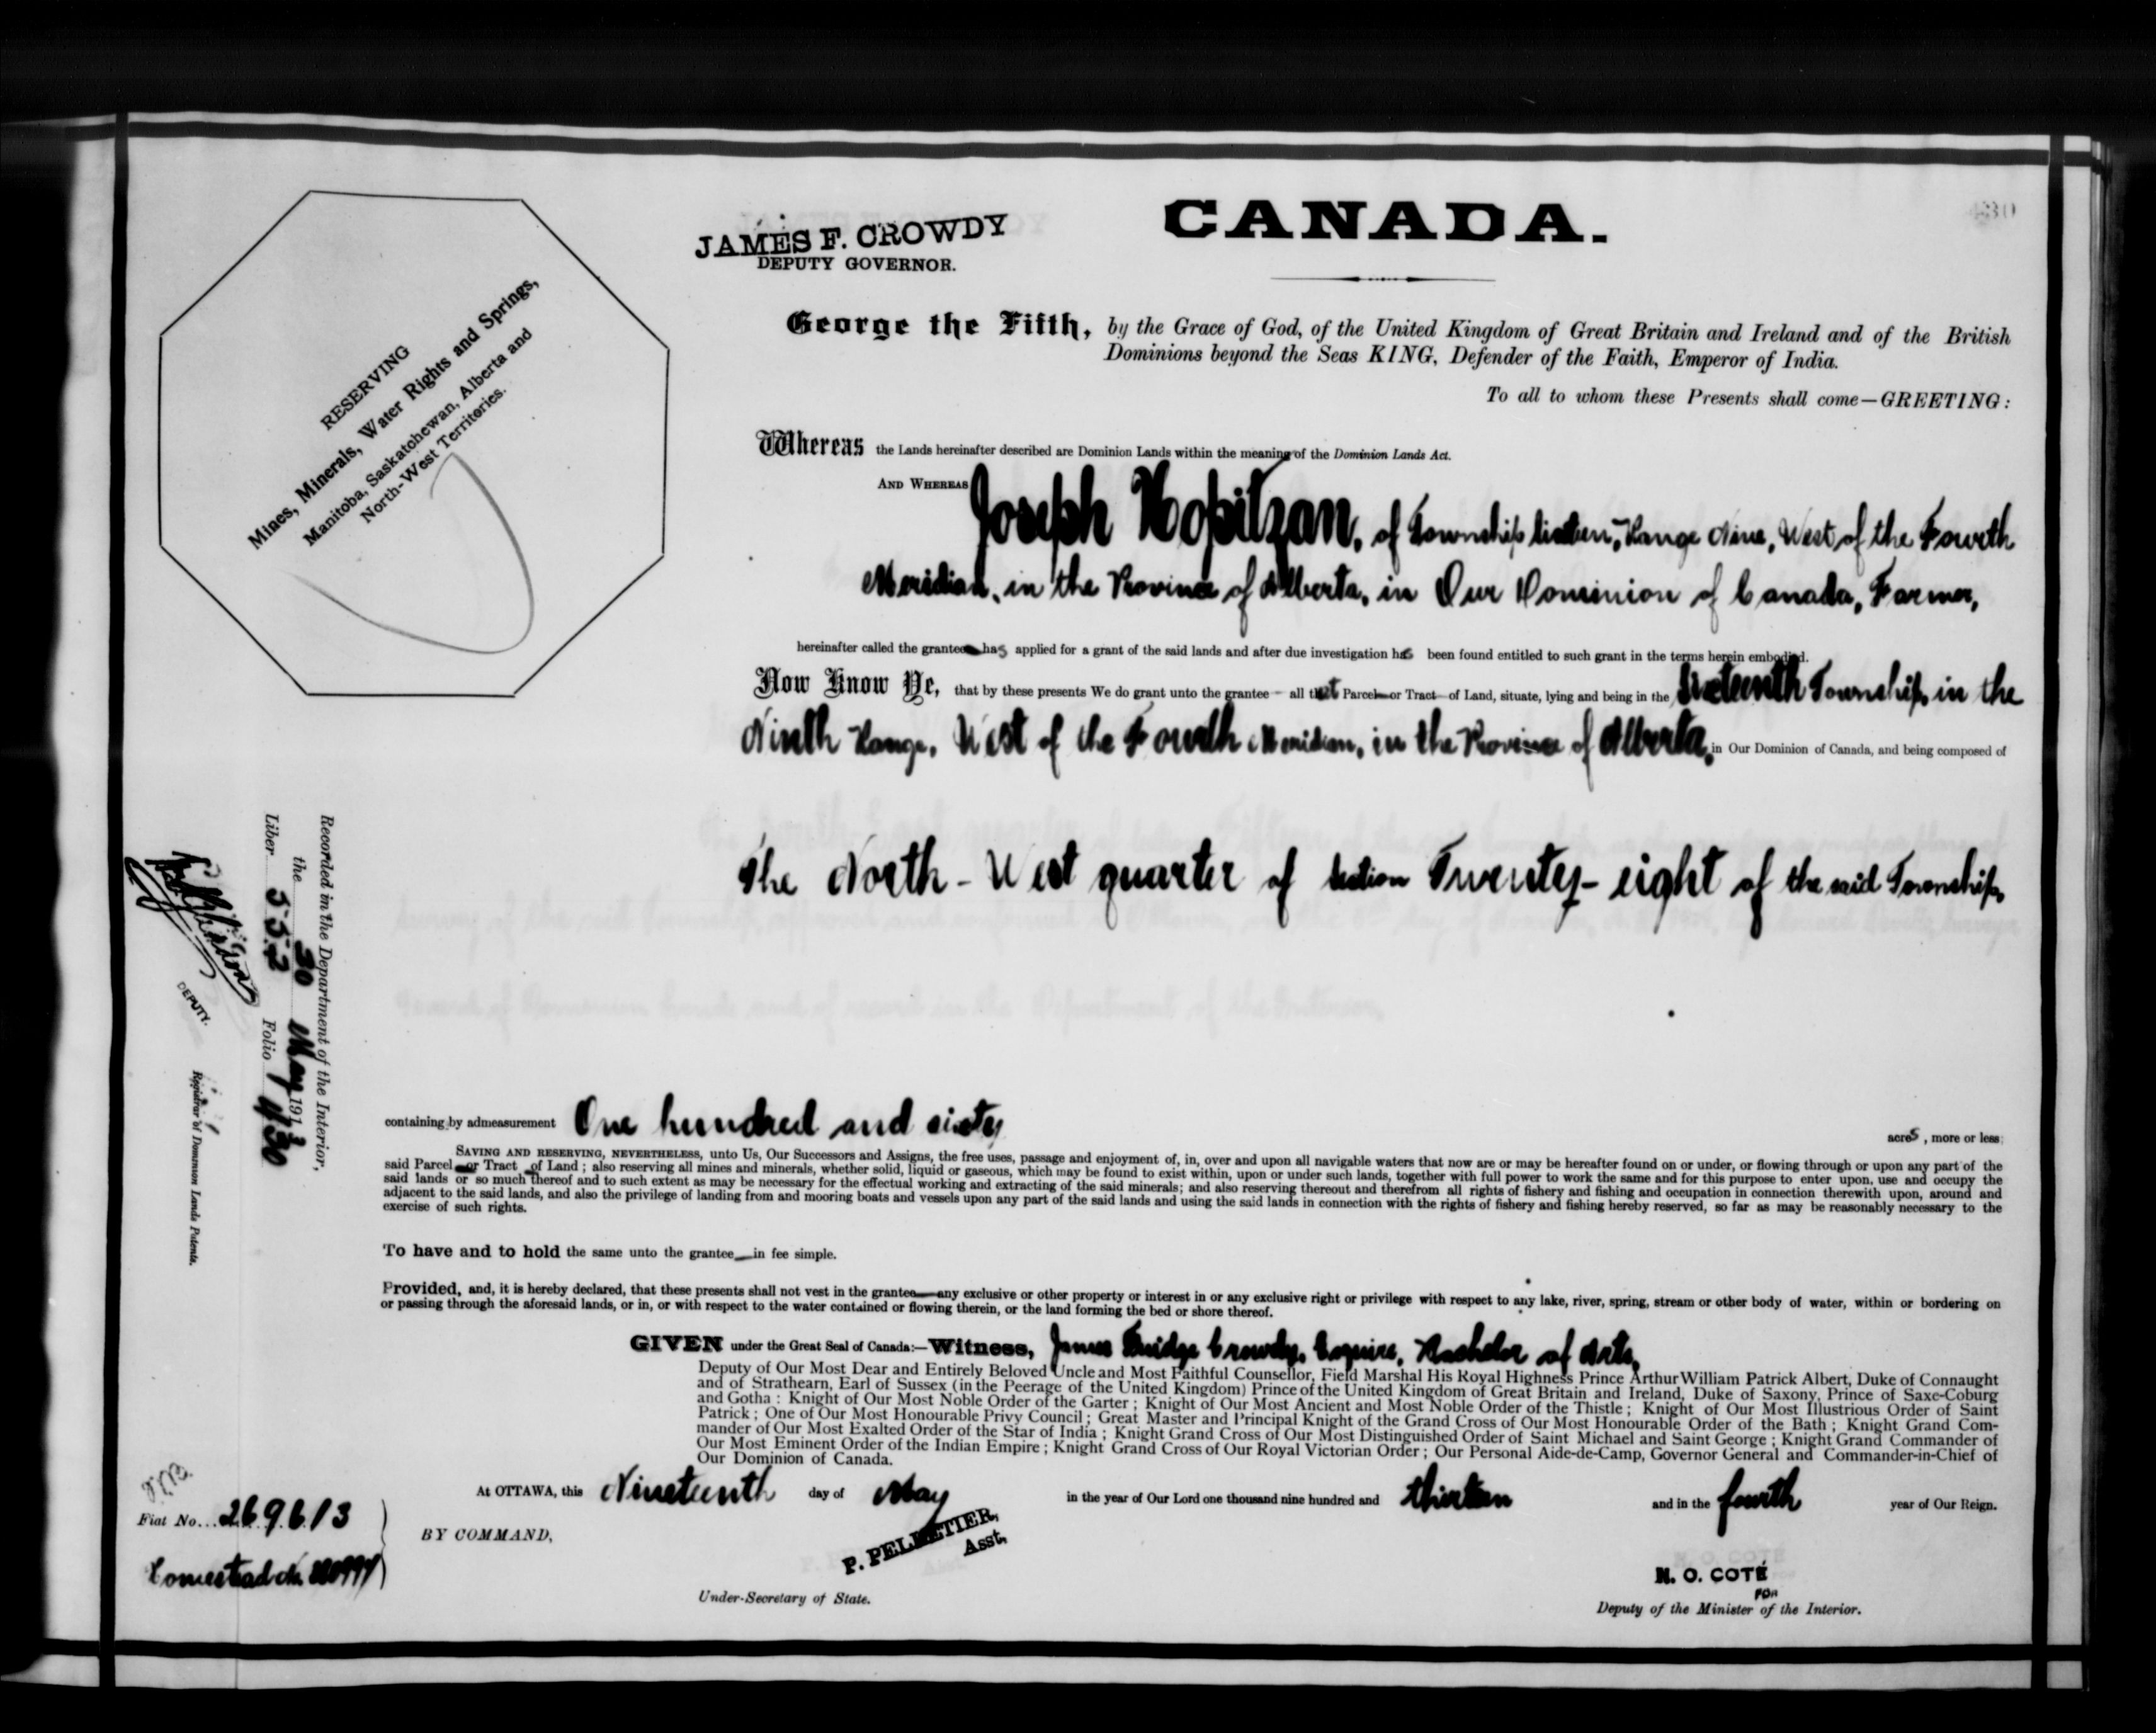 CANADA.
JAMES F. CROWDY
DEPUTY GOVERNOR.
430
RESERVING
Mines, Minerals, Water Rights and Springs,
Manitoba, Saskatchewan, Alberta and
North-West Territories.
George the Fifth, by the Grace of God, of the United Kingdom of Great Britain and Ireland and of the British
Dominions beyond the Seas KING, Defender of the Faith, Emperor of India.
To all to whom these Presents shall come—GREETING:
Whereas the Lands hereinafter described are Dominion Lands within the meaning of the Dominion Lands Act.
AND WHEREAS Joseph Kopitzan, of Township Sixteen, Range Nine, West of the Fourth
Meridian, in the Province of Alberta, in Our Dominion of Canada, Farmer,
hereinafter called the grantee has applied for a grant of the said lands and after due investigation has been found entitled to such grant in the terms herein embodied.
Now Know Ye, that by these presents We do grant unto the grantee – all that Parcel or Tract of Land, situate, lying and being in the Sixteenth Township, in the
Ninth Range, West of the Fourth Meridian, in the Province of Alberta, in Our Dominion of Canada, and being composed of
The North-West quarter of Section Twenty-eight of the said Township,
containing by admeasurement One hundred and sixty acres, more or less;
SAVING AND RESERVING, NEVERTHELESS, unto Us, Our Successors and Assigns, the free uses, passage and enjoyment of, in, over and upon all navigable waters that now are or may be hereafter found on or under, or flowing through or upon any part of the
said Parcel or Tract of Land; also reserving all mines and minerals, whether solid, liquid or gaseous, which may be found to exist within, upon or under such lands, together with full power to work the same and for this purpose to enter upon, use and occupy the
said lands or so much thereof and to such extent as may be necessary for the effectual working and extracting of the said minerals; and also reserving thereout and therefrom all rights of fishery and fishing and occupation in connection therewith upon, around and
adjacent to the said lands, and also the privilege of landing from and mooring boats and vessels upon any part of the said lands and using the said lands in connection with the rights of fishery and fishing hereby reserved, so far as may be reasonably necessary to the
exercise of such rights.
To have and to hold the same unto the grantee in fee simple.
Provided, and, it is hereby declared, that these presents shall not vest in the grantee any exclusive or other property or interest in or any exclusive right or privilege with respect to any lake, river, spring, stream or other body of water, within or bordering on
or passing through the aforesaid lands, or in, or with respect to the water contained or flowing therein, or the land forming the bed or shore thereof.
GIVEN under the Great Seal of Canada:—Witness, James Fridge Crowdy, Esquire, Bachelor of Arts,
Deputy of Our Most Dear and Entirely Beloved Uncle and Most Faithful Counsellor, Field Marshal His Royal Highness Prince Arthur William Patrick Albert, Duke of Connaught
and of Strathearn, Earl of Sussex (in the Peerage of the United Kingdom) Prince of the United Kingdom of Great Britain and Ireland, Duke of Saxony, Prince of Saxe-Coburg
and Gotha: Knight of Our Most Noble Order of the Garter; Knight of Our Most Ancient and Most Noble Order of the Thistle; Knight of Our Most Illustrious Order of Saint
Patrick; One of Our Most Honourable Privy Council; Great Master and Principal Knight of the Grand Cross of Our Most Honourable Order of the Bath; Knight Grand Com-
mander of Our Most Exalted Order of the Star of India; Knight Grand Cross of Our Most Distinguished Order of Saint Michael and Saint George; Knight Grand Commander of
Our Most Eminent Order of the Indian Empire; Knight Grand Cross of Our Royal Victorian Order; Our Personal Aide-de-Camp, Governor General and Commander-in-Chief of
Our Dominion of Canada.
At OTTAWA, this Nineteenth day of May in the year of Our Lord one thousand nine hundred and thirteen and in the fourth year of Our Reign.
BY COMMAND,
P. PELLETIER,
Asst.
Under-Secretary of State.
N. O. COTÉ
FOR
Deputy of the Minister of the Interior.
Recorded in the Department of the Interior,
the 30 May 1913
Liber 552 Folio 430
DEPUTY.
Registrar of Dominion Lands Patents.
Fiat No. 269613
Homestead No.